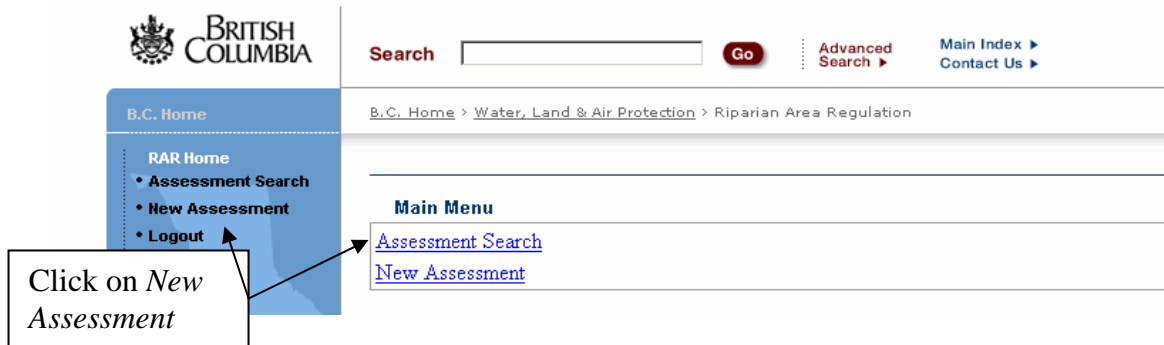 BRITISH
COLUMBIA
Search Go Advanced Search ▶ Main Index ▶
Contact Us ▶
B.C. Home
B.C. Home > Water, Land & Air Protection > Riparian Area Regulation
RAR Home
• Assessment Search
• New Assessment
• Logout
Main Menu
Assessment Search
New Assessment
Click on New
Assessment